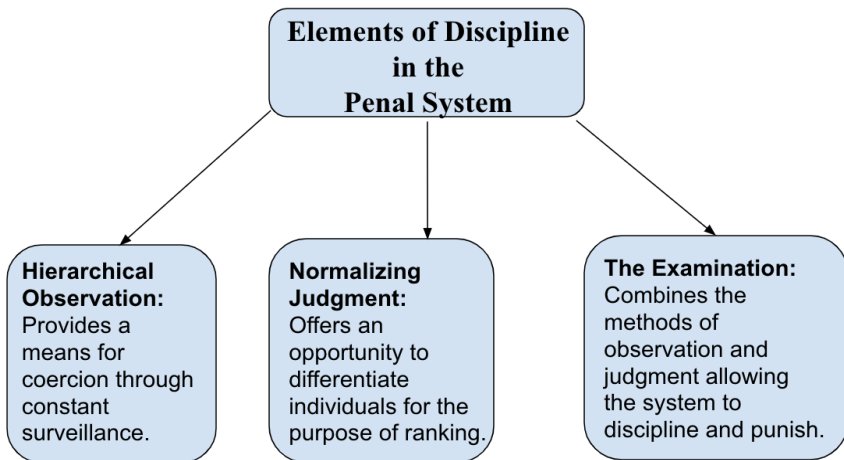 Elements of Discipline
in the
Penal System
Hierarchical
Observation:
Provides a
means for
coercion through
constant
surveillance.
Normalizing
Judgment:
Offers an
opportunity to
differentiate
individuals for the
purpose of ranking.
The Examination:
Combines the
methods of
observation and
judgment allowing
the system to
discipline and punish.